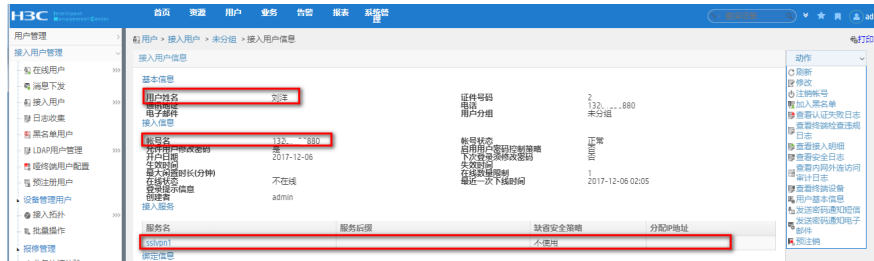 H3C Intelligent Management Center
首页 资源 用户 业务 告警 报表 系统管理
ad
用户管理
用户 > 接入用户 > 未分组 > 接入用户信息
打印
接入用户管理
在线用户
消息下发
接入用户
日志收集
黑名单用户
LDAP用户管理
哑终端用户配置
预注册用户
设备管理用户
接入拓扑
批量操作
报修管理
接入用户信息
基本信息
用户姓名 刘洋 证件号码 2
通讯地址 电话 132 880
电子邮件 用户分组 未分组
接入信息
帐号名 132 880 帐号状态 正常
允许用户修改密码 是 启用用户密码控制策略 否
开户日期 2017-12-06 下次登录须修改密码 否
生效时间 失效时间
最大闲置时长(分钟) 在线数量限制 1
在线状态 不在线 最近一次下线时间 2017-12-06 02:05
登录提示信息
创建者 admin
接入服务
服务名 服务后缀 缺省安全策略 分配IP地址
sslvpn1 不使用
绑定信息
动作
刷新
修改
注销帐号
加入黑名单
查看认证失败日志
查看终端检查违规日志
查看接入明细
查看安全日志
查看内网外连访问审计日志
查看终端设备
用户基本信息
发送密码通知短信
发送密码通知电子邮件
预注销